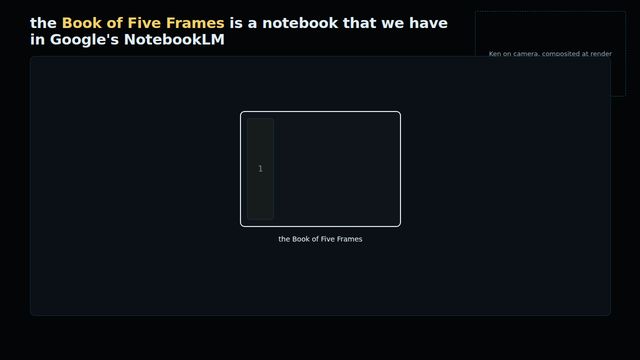 the Book of Five Frames is a notebook that we have
in Google's NotebookLM
Ken on camera, composited at render
1
the Book of Five Frames